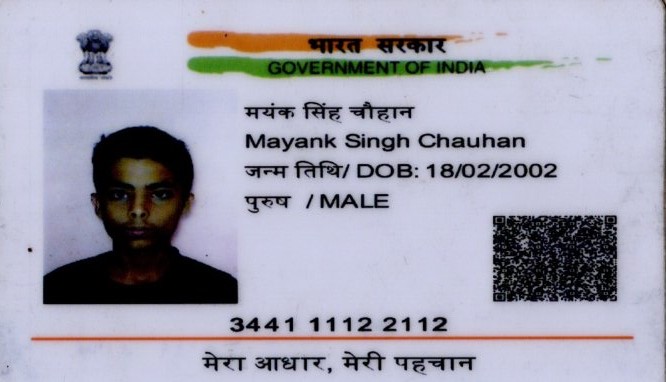 भारत सरकार
GOVERNMENT OF INDIA
मयंक सिंह चौहान
Mayank Singh Chauhan
जन्म तिथि/ DOB: 18/02/2002
पुरुष / MALE
3441 1112 2112
मेरा आधार, मेरी पहचान